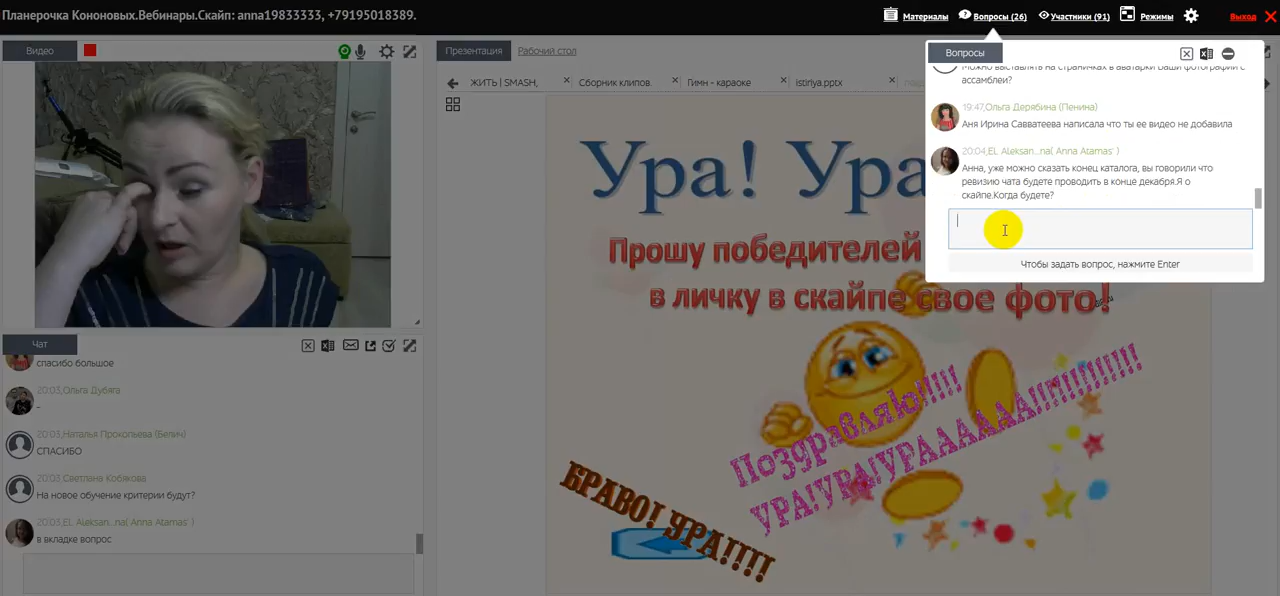 Планерочка Кононовых.Вебинары.Скайп: anna19833333, +79195018389.
Материалы
Вопросы (26)
Участники (91)
Режимы
Выход
Видео
Презентация
Рабочий стол
ЖИТЬ | SMASH,
Сборник клипов.
Гимн - караоке
istiriya.pptx
Вопросы
Можно выставлять на страничках в аватарки Ваши фотографии с
ассамблеи?
19:47,Ольга Дерябина (Пенина)
Аня Ирина Савватеева написала что ты ее видео не добавила
20:04,EL Aleksan...na( Anna Atamas' )
Анна, уже можно сказать конец каталога, вы говорили что
ревизию чата будете проводить в конце декабря.Я о
скайпе.Когда будете?
Чтобы задать вопрос, нажмите Enter
Ура! Ура
Прошу победителей
в личку в скайпе свое фото!
Поздравляю!!!!!
УРА!УРА!УРААААААА!!!!!!!!!!!!
БРАВО! УРА!!!!
Чат
спасибо большое
20:03,Ольга Дубяга
-
20:03,Наталья Прокопьева (Белич)
СПАСИБО
20:03,Светлана Кобякова
На новое обучение критерии будут?
20:03,EL Aleksan...na( Anna Atamas' )
в вкладке вопрос